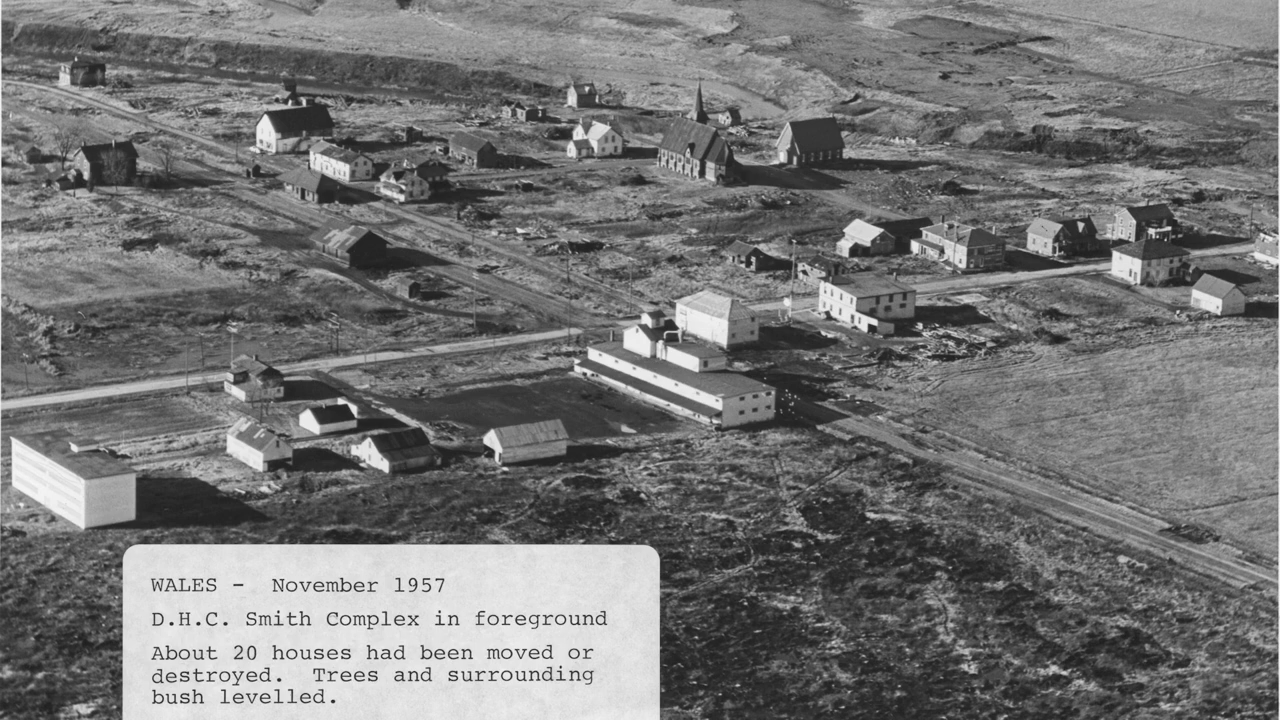 WALES -  November 1957
D.H.C. Smith Complex in foreground
About 20 houses had been moved or
destroyed.  Trees and surrounding
bush levelled.